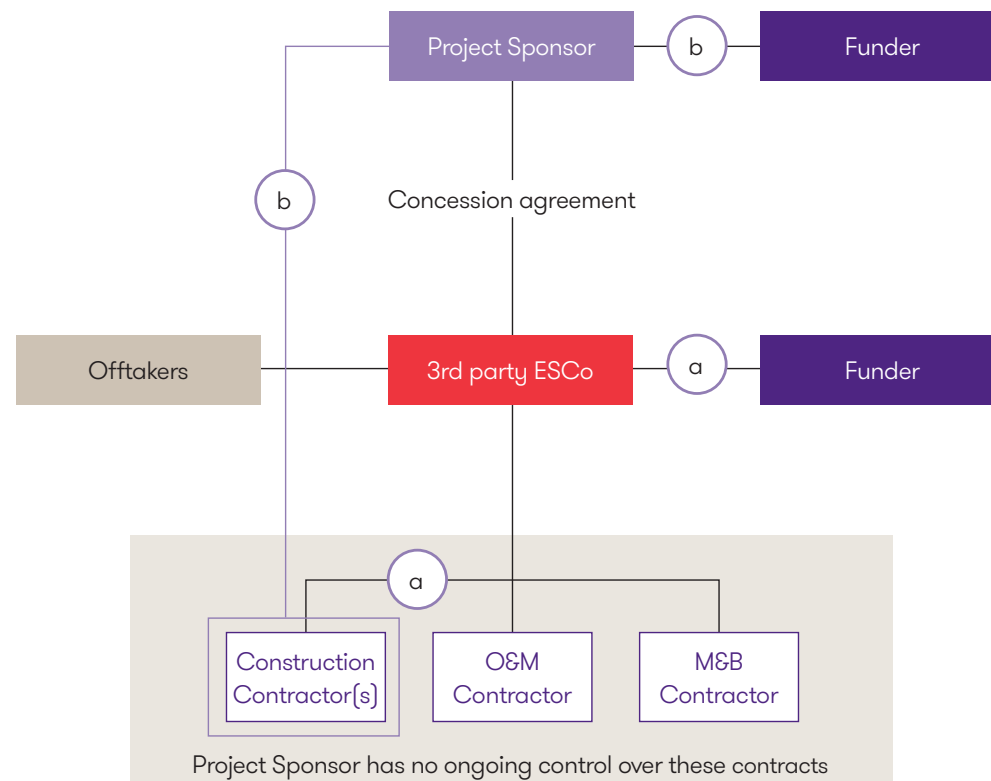 Project Sponsor
b
Funder
b
Concession agreement
Offtakers
3rd party ESCo
a
Funder
a
Construction
Contractor(s)
O&M
Contractor
M&B
Contractor
Project Sponsor has no ongoing control over these contracts